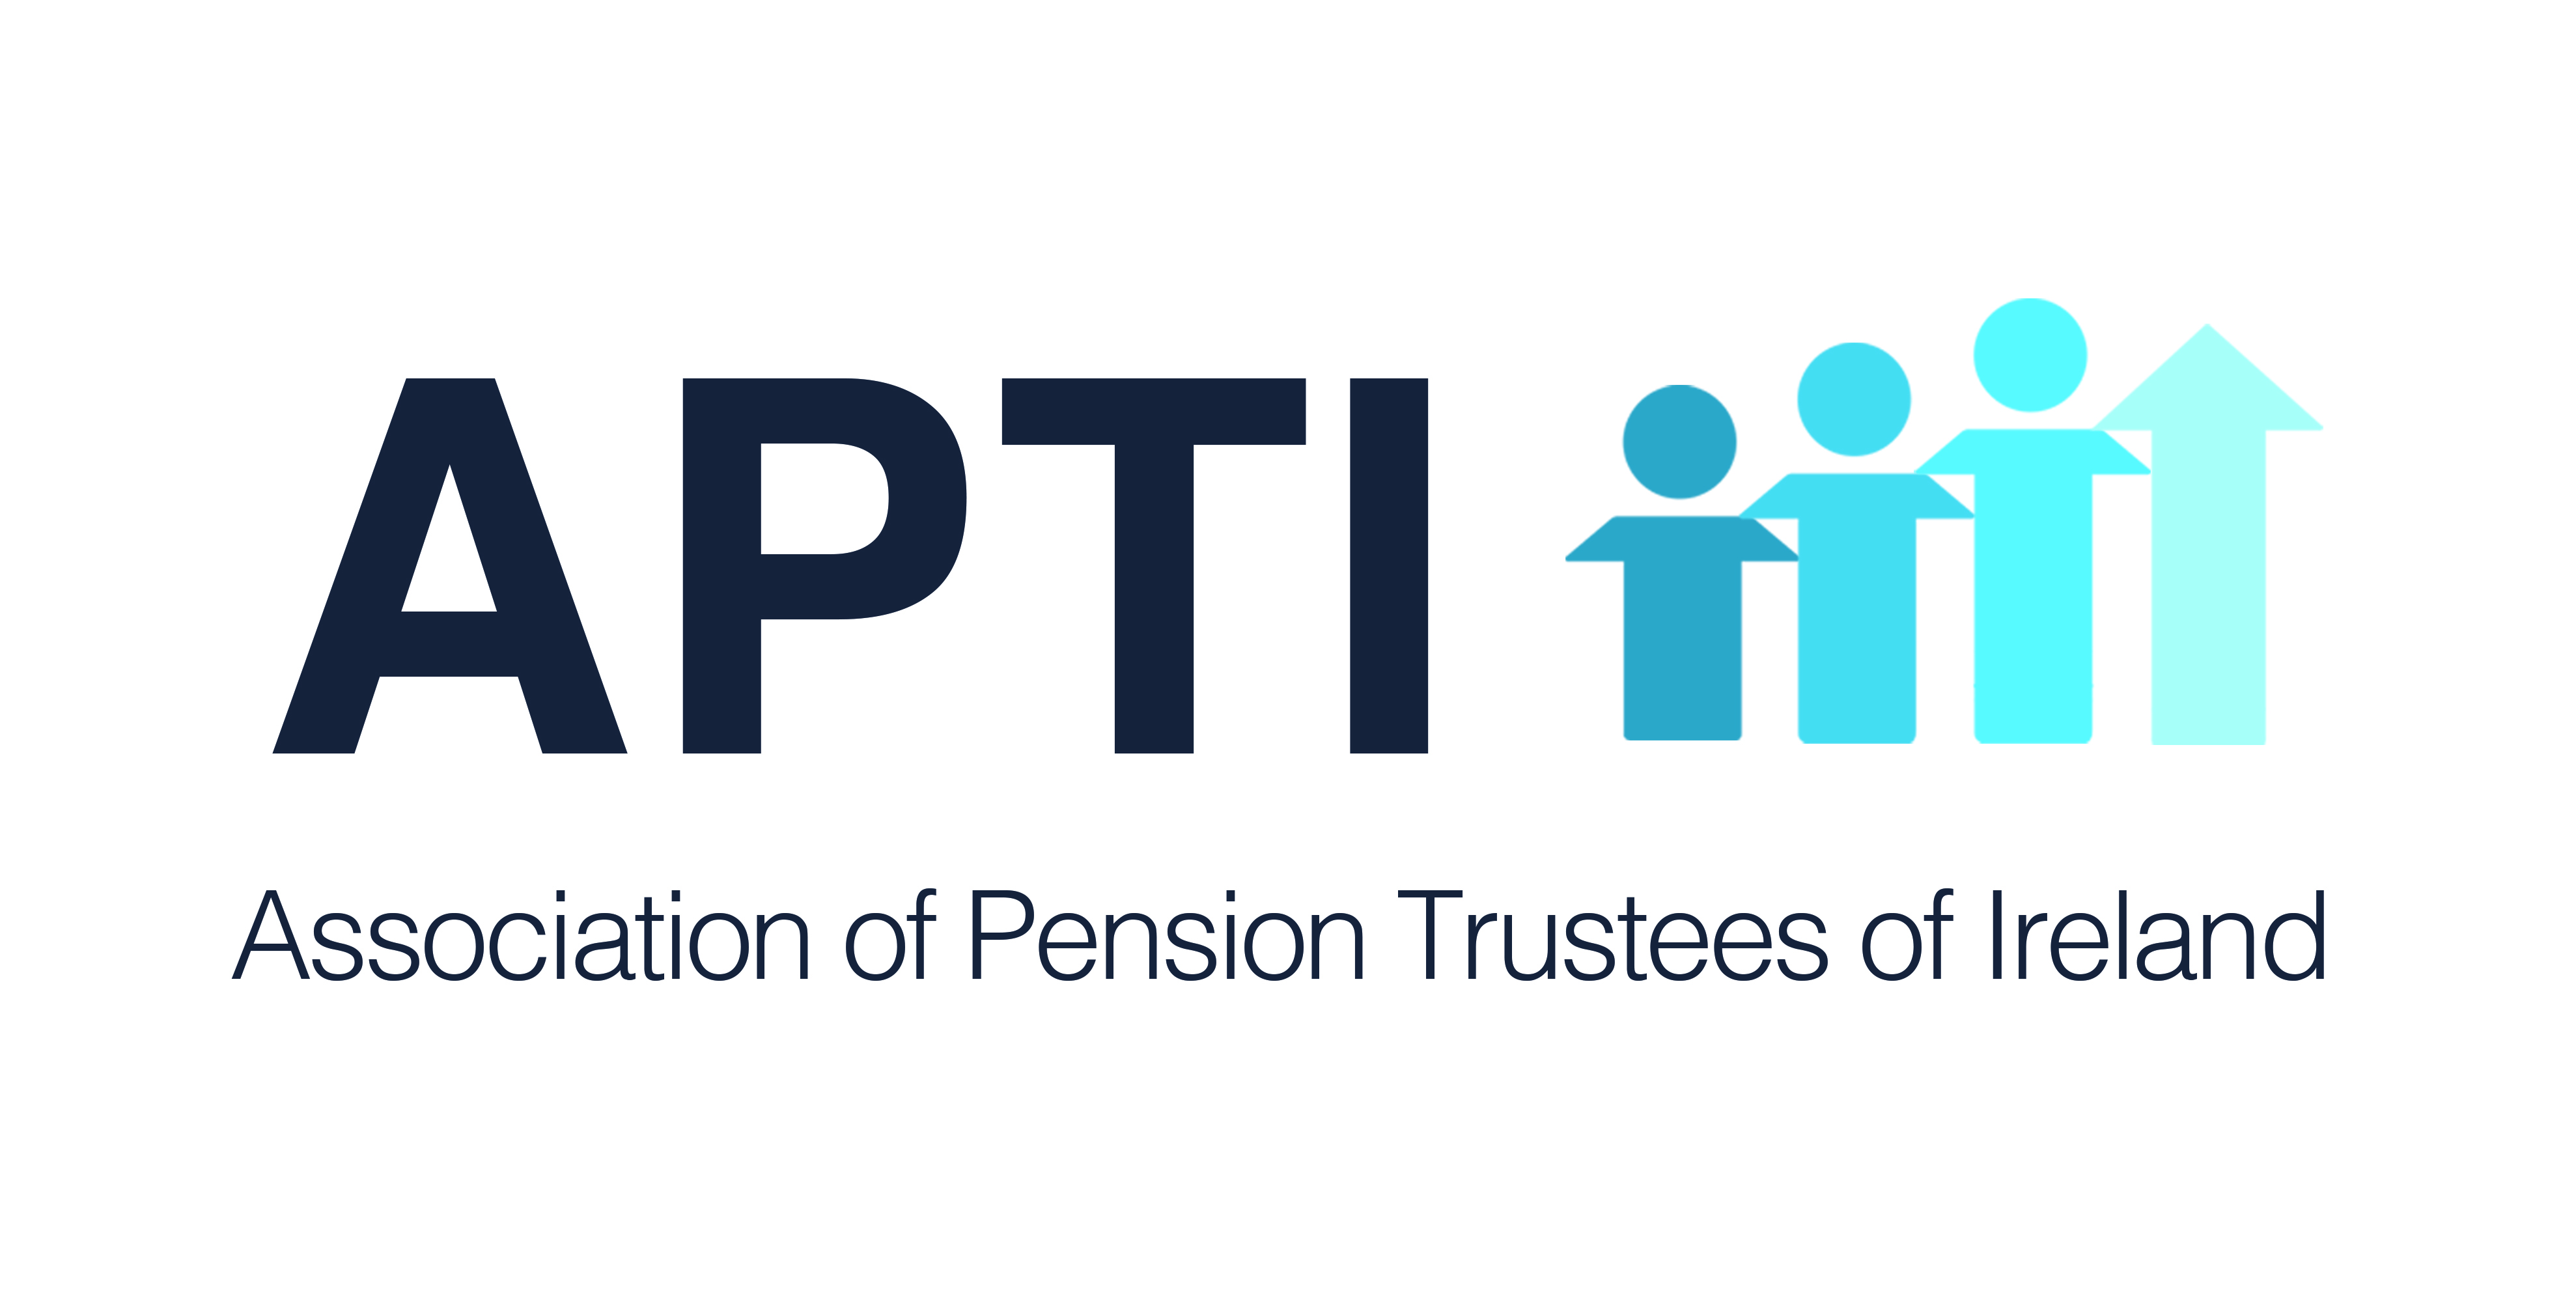 APTI
Association of Pension Trustees of Ireland